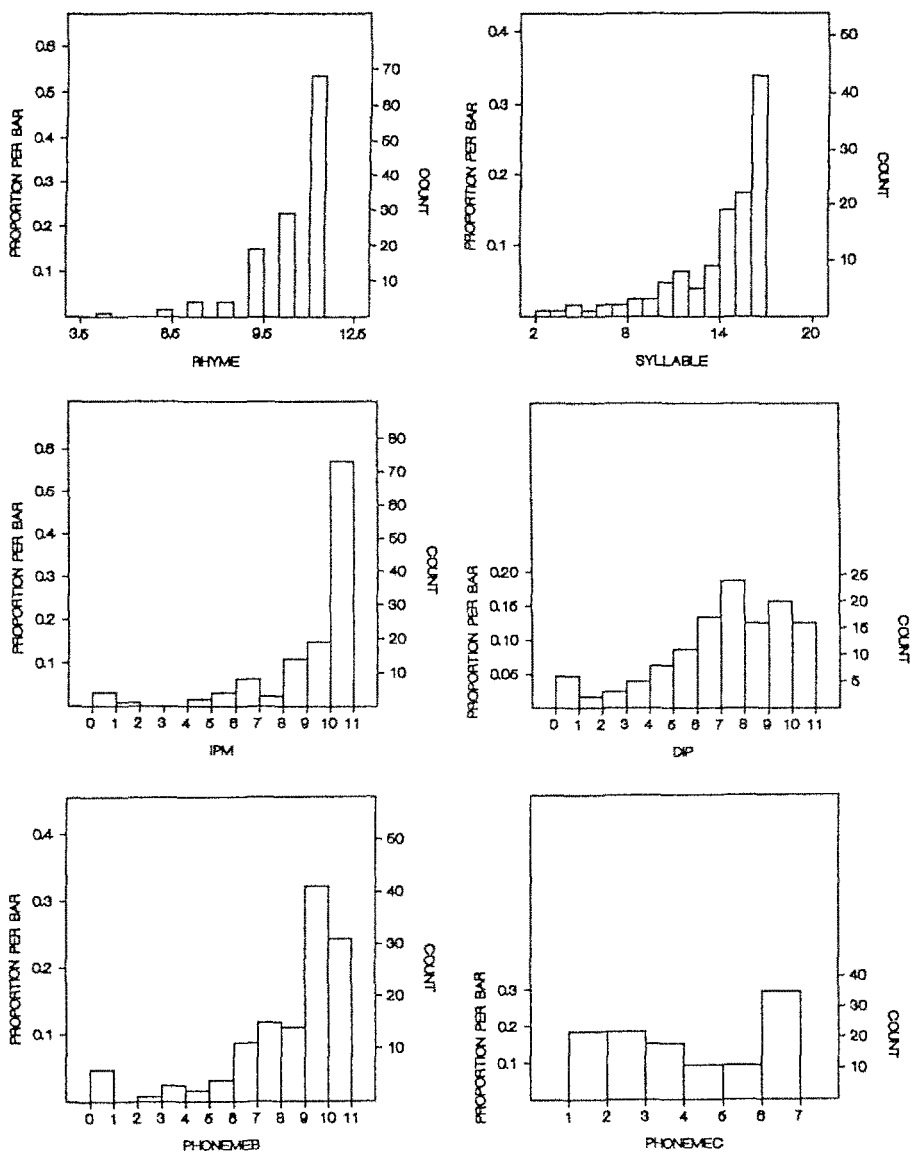 PROPORTION PER BAR
0.6
0.5
0.4
0.3
0.2
0.1
70
60
50
40
30
20
10
COUNT
3.5 6.5 9.5 12.5
RHYME
PROPORTION PER BAR
0.4
0.3
0.2
0.1
50
40
30
20
10
COUNT
2 8 14 20
SYLLABLE
PROPORTION PER BAR
0.6
0.5
0.4
0.3
0.2
0.1
80
70
60
50
40
30
20
10
COUNT
0 1 2 3 4 5 6 7 8 9 10 11
IPM
PROPORTION PER BAR
0.20
0.15
0.10
0.05
25
20
15
10
5
COUNT
0 1 2 3 4 5 6 7 8 9 10 11
DIP
PROPORTION PER BAR
0.4
0.3
0.2
0.1
50
40
30
20
10
COUNT
0 1 2 3 4 5 6 7 8 9 10 11
PHONEMEB
PROPORTION PER BAR
0.3
0.2
0.1
40
30
20
10
COUNT
1 2 3 4 5 6 7
PHONEMEC